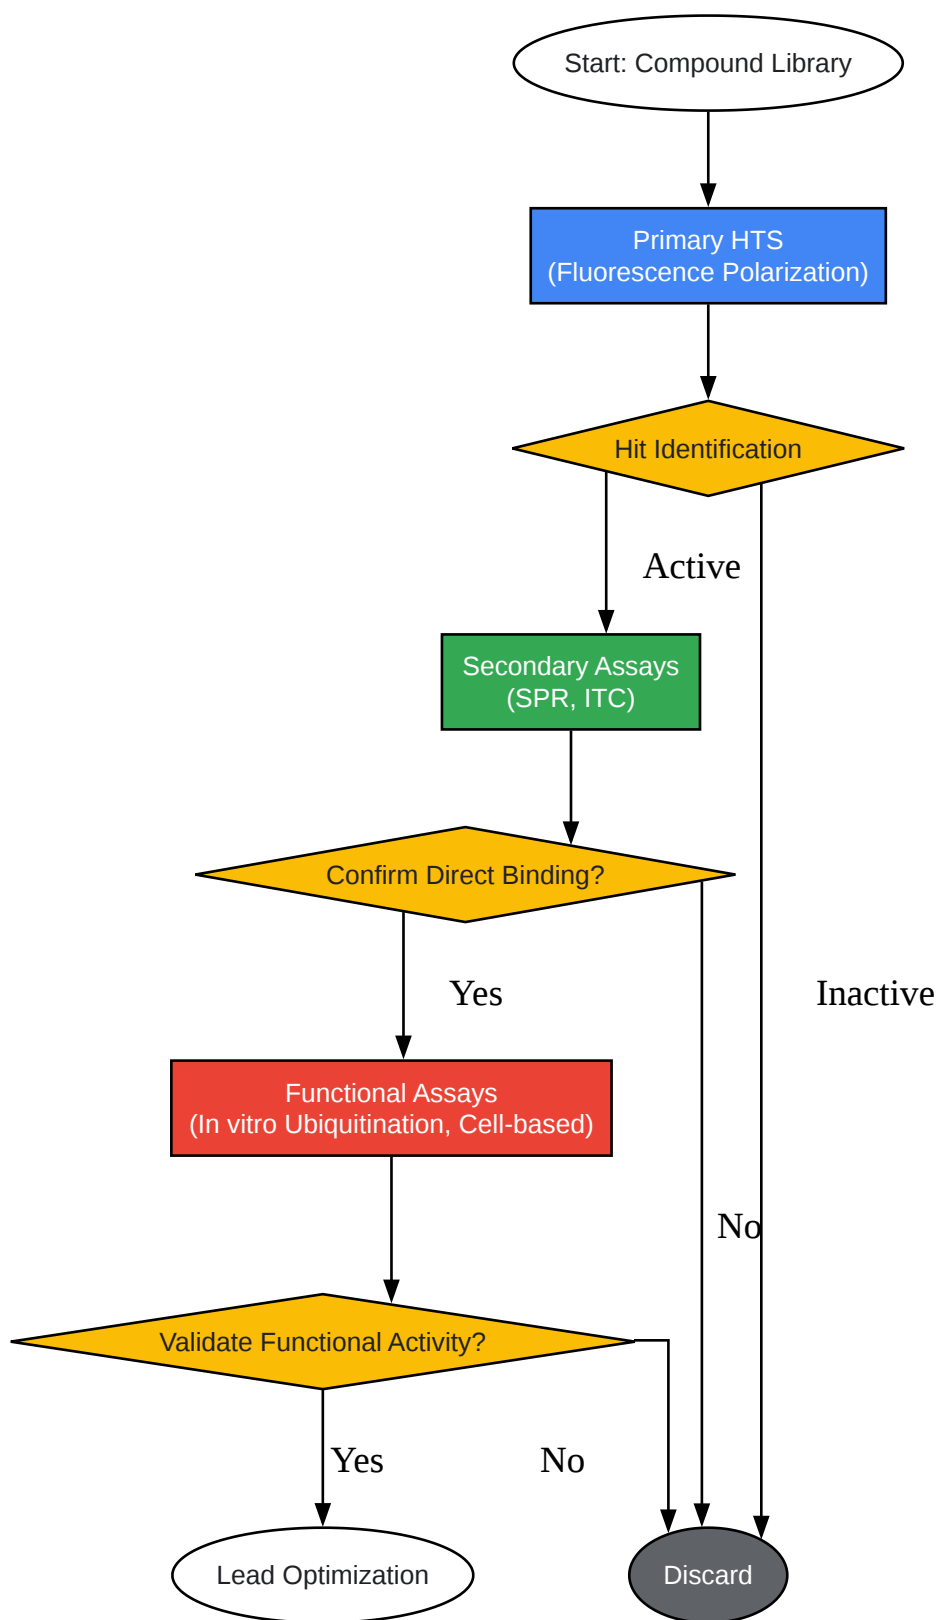 Start: Compound Library
Primary HTS
(Fluorescence Polarization)
Hit Identification
Active
Secondary Assays
(SPR, ITC)
Confirm Direct Binding?
Yes
Inactive
Functional Assays
(In vitro Ubiquitination, Cell-based)
No
Validate Functional Activity?
Yes
No
Lead Optimization
Discard